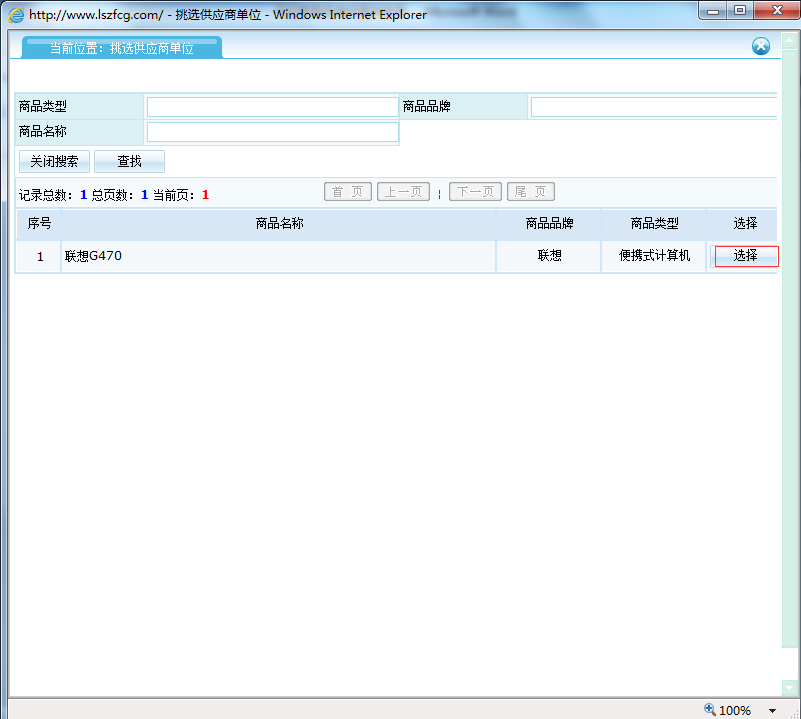 http://www.lszfcg.com/ - 挑选供应商单位 - Windows Internet Explorer
当前位置：挑选供应商单位
商品类型 商品品牌
商品名称
关闭搜索 查找
记录总数：1 总页数：1 当前页：1 首 页 上一页 ¦ 下一页 尾 页
序号 商品名称 商品品牌 商品类型 选择
1 联想G470 联想 便携式计算机 选择
100%